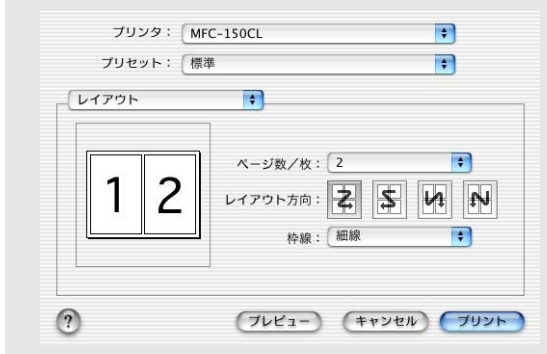 プリンタ： MFC-150CL
プリセット： 標準
レイアウト
1 2
ページ数／枚： 2
レイアウト方向：
枠線： 細線
? プレビュー キャンセル プリント